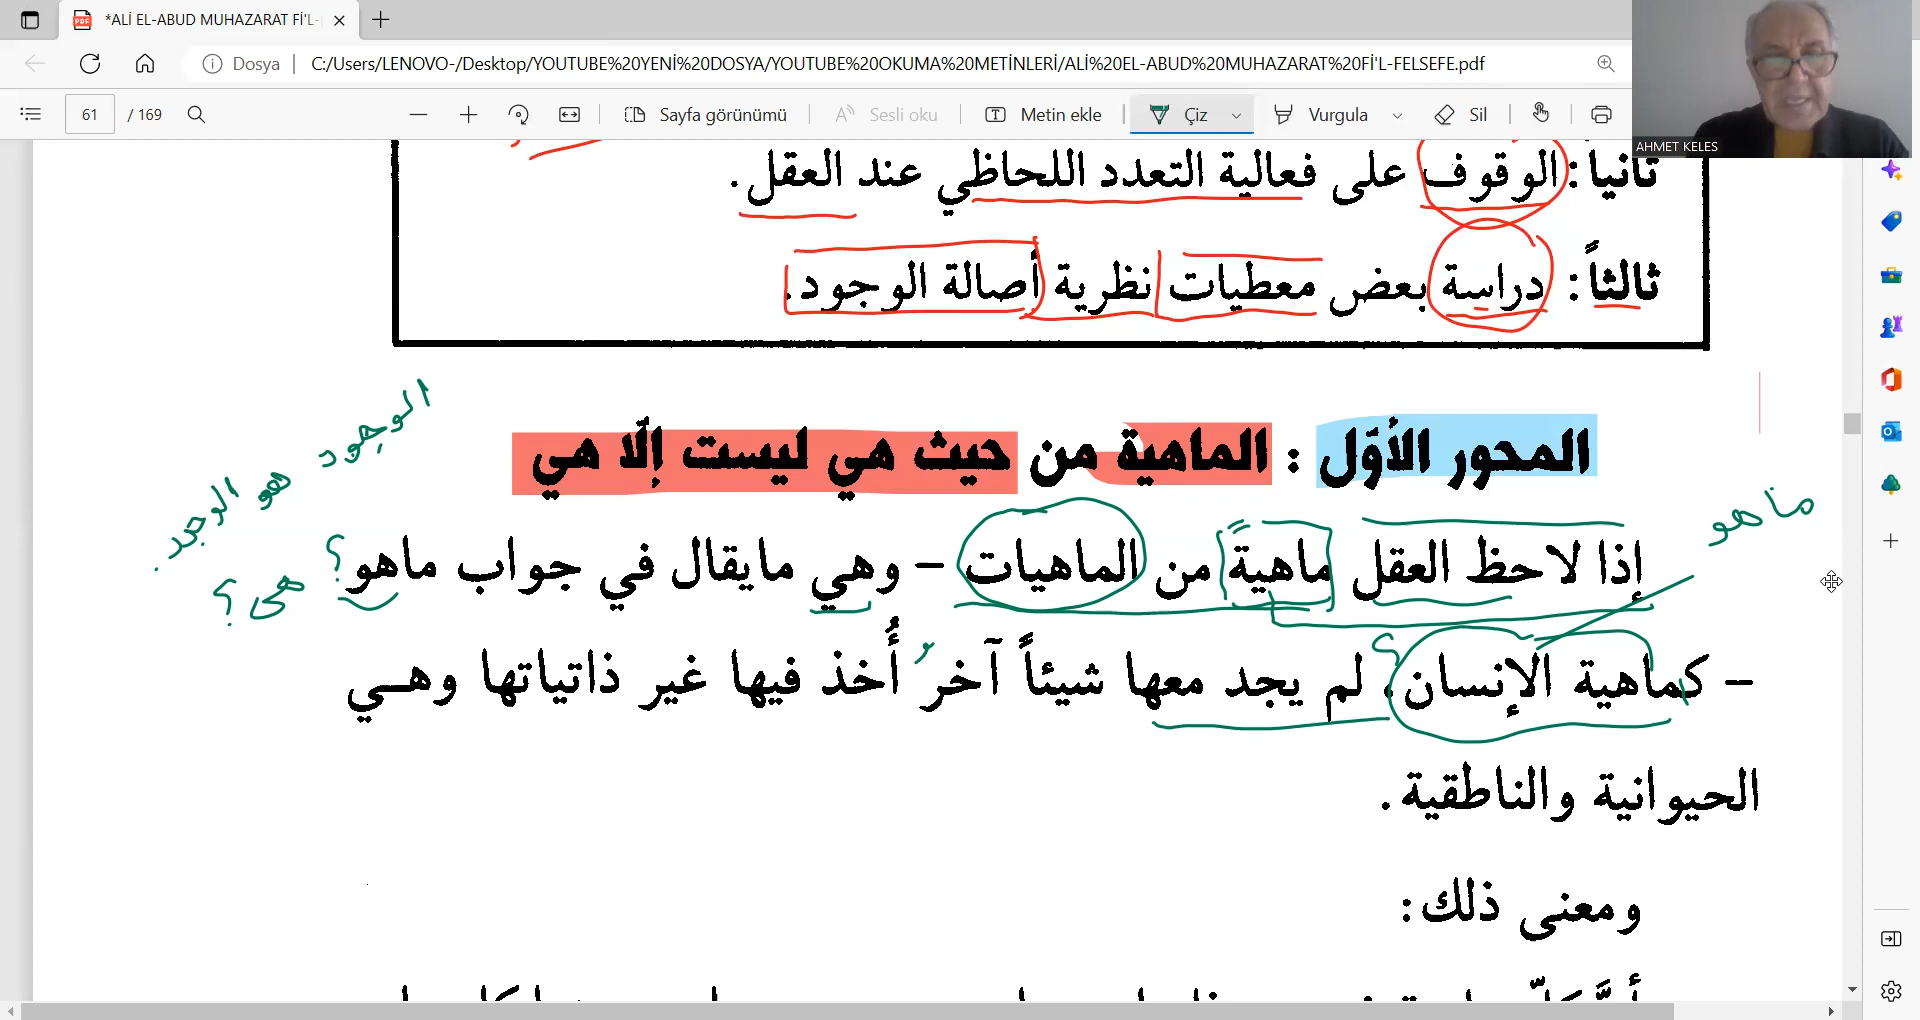 *ALİ EL-ABUD MUHAZARAT Fİ'L-
Dosya
C:/Users/LENOVO-/Desktop/YOUTUBE%20YENİ%20DOSYA/YOUTUBE%20OKUMA%20METİNLERİ/ALİ%20EL-ABUD%20MUHAZARAT%20Fİ'L-FELSEFE.pdf
61 / 169 Sayfa görünümü Sesli oku Metin ekle Çiz Vurgula Sil
AHMET KELES
ثانياً: الوقوف على فعالية التعدد اللحاظي عند العقل.
ثالثاً: دراسة بعض معطيات نظرية أصالة الوجود.
الوجود هو الوجود.
المحور الأوّل : الماهية من حيث هي ليست إلّا هي
ما هو
إذا لاحظ العقل ماهيةً من الماهيات – وهي مايقال في جواب ماهو؟
هي؟
– كماهية الإنسان، لم يجد معها شيئاً آخر أُخذ فيها غير ذاتياتها وهي
الحيوانية والناطقية.
ومعنى ذلك: